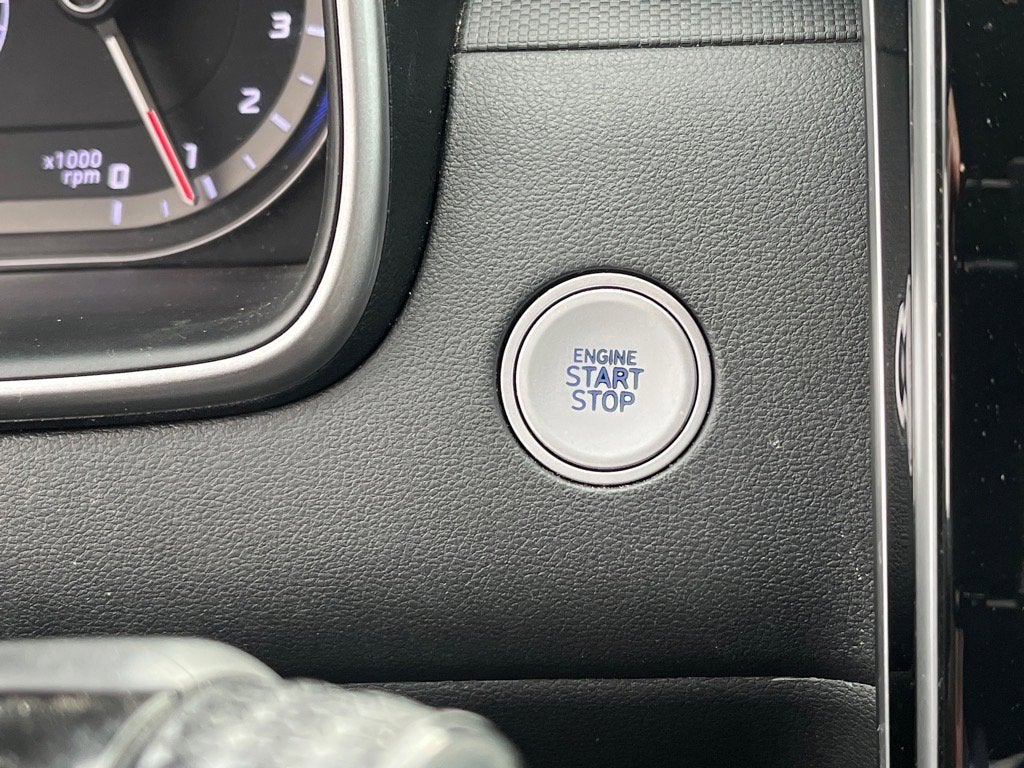 3
2
1
x1000
rpm 0
ENGINE
START
STOP